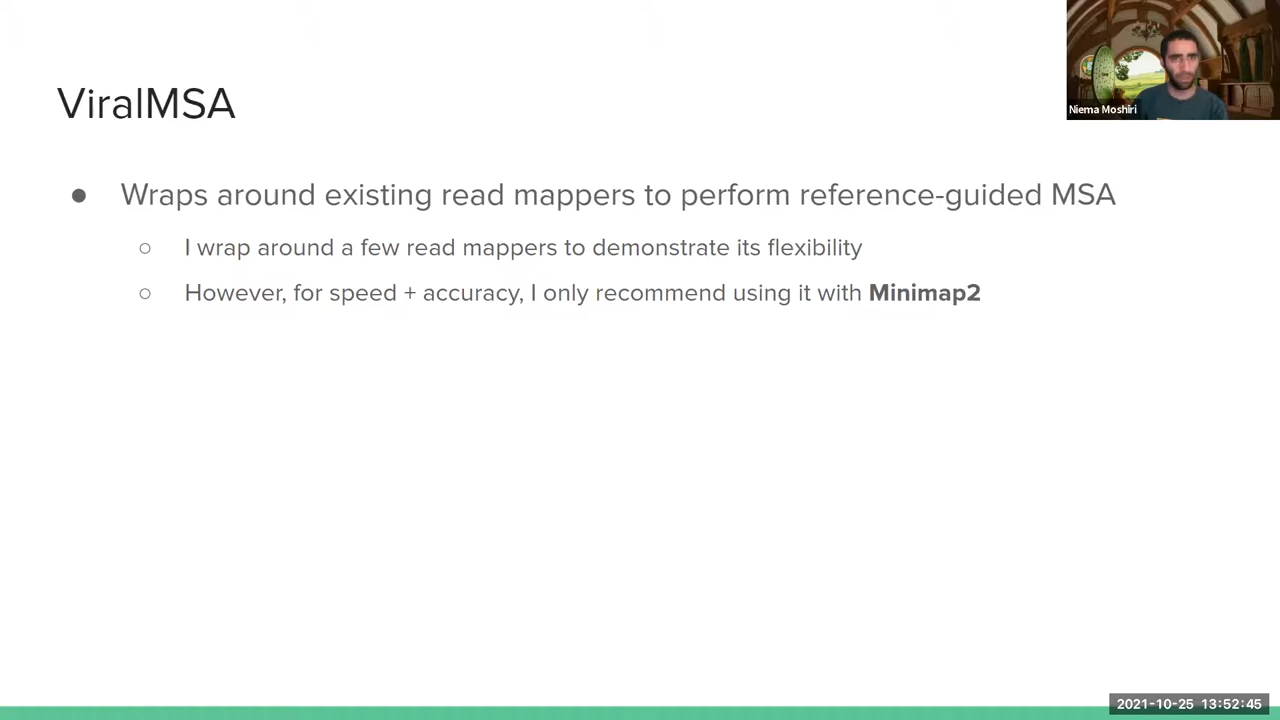 ViralMSA
Niema Moshiri
● Wraps around existing read mappers to perform reference-guided MSA
○ I wrap around a few read mappers to demonstrate its flexibility
○ However, for speed + accuracy, I only recommend using it with Minimap2
2021-10-25 13:52:45